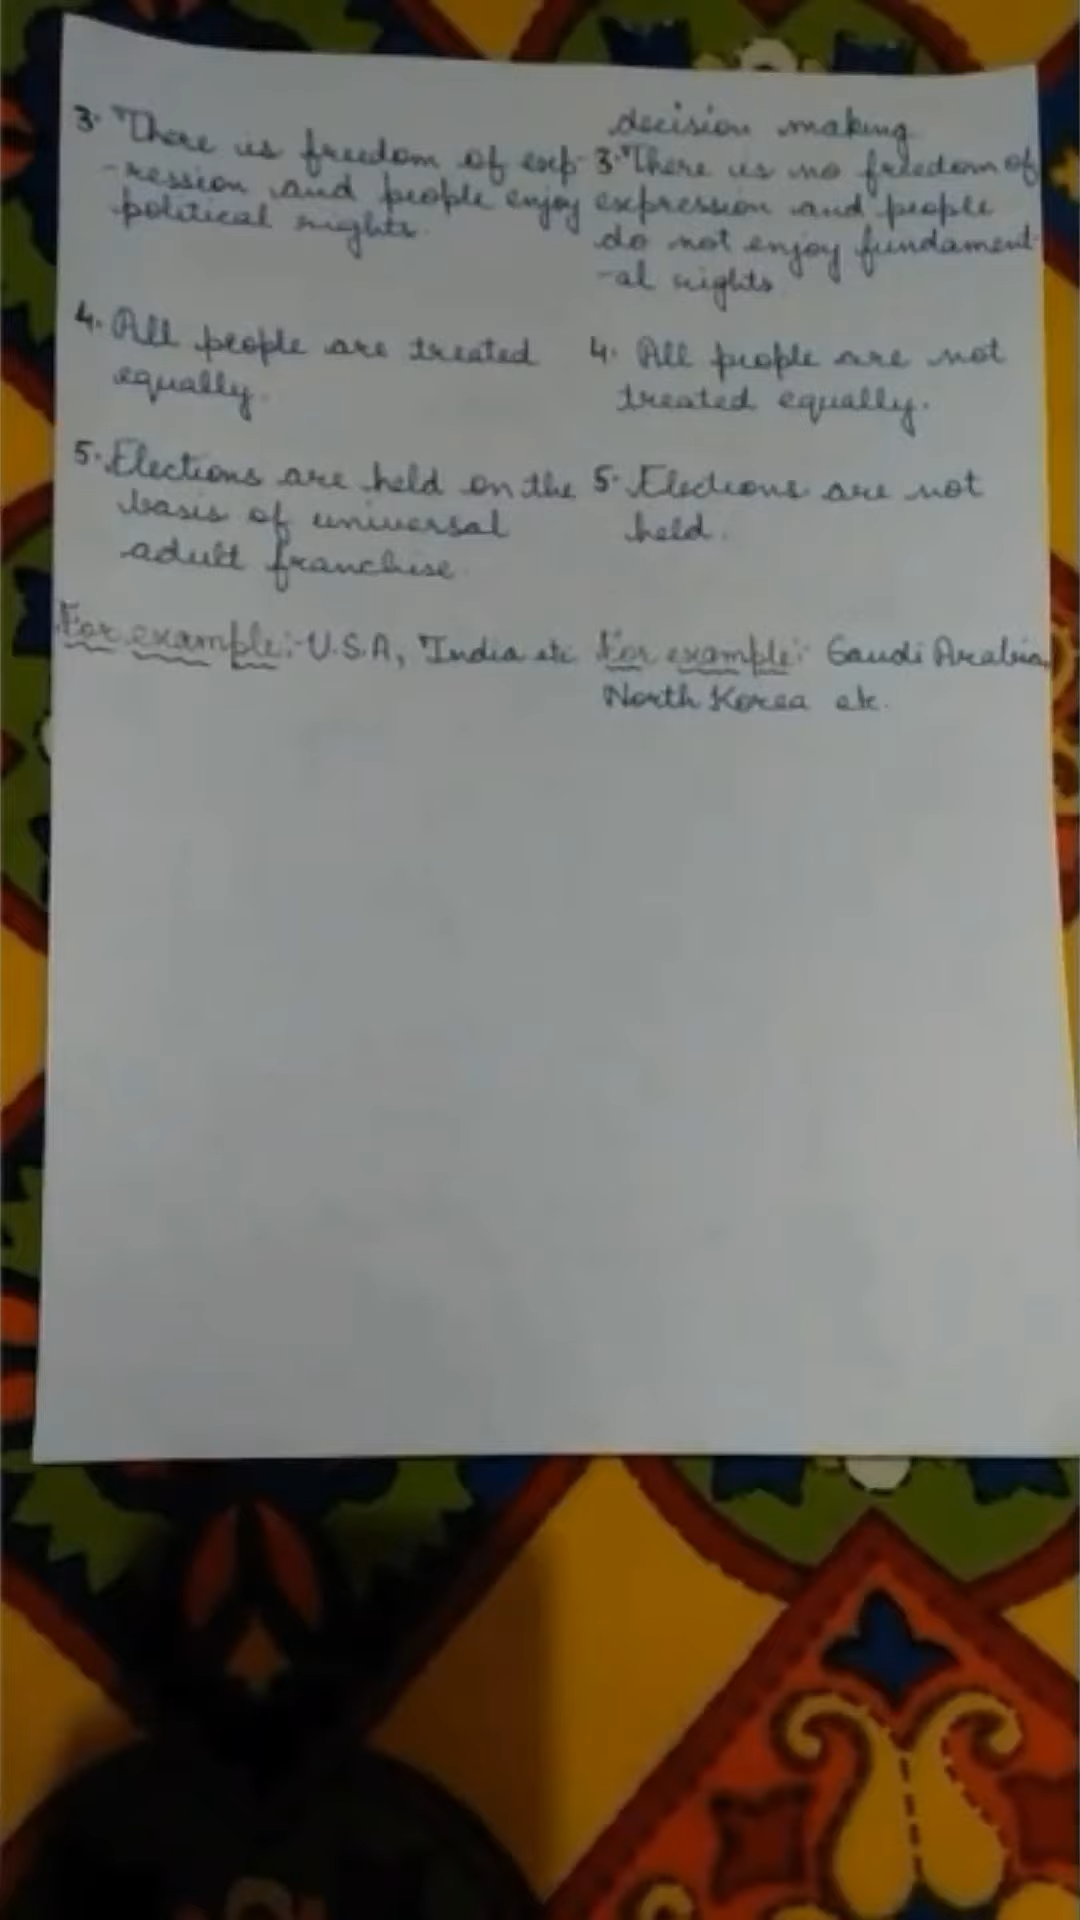 3. There is freedom of exp-
-ression and people enjoy
political rights.
4. All people are treated
equally.
5. Elections are held on the
basis of universal
adult franchise.
For example:- U.S.A, India etc
decision making
3. There is no freedom of
expression and people
do not enjoy fundament-
-al rights
4. All people are not
treated equally.
5. Elections are not
held.
For example:- Saudi Arabia,
North Korea etc.